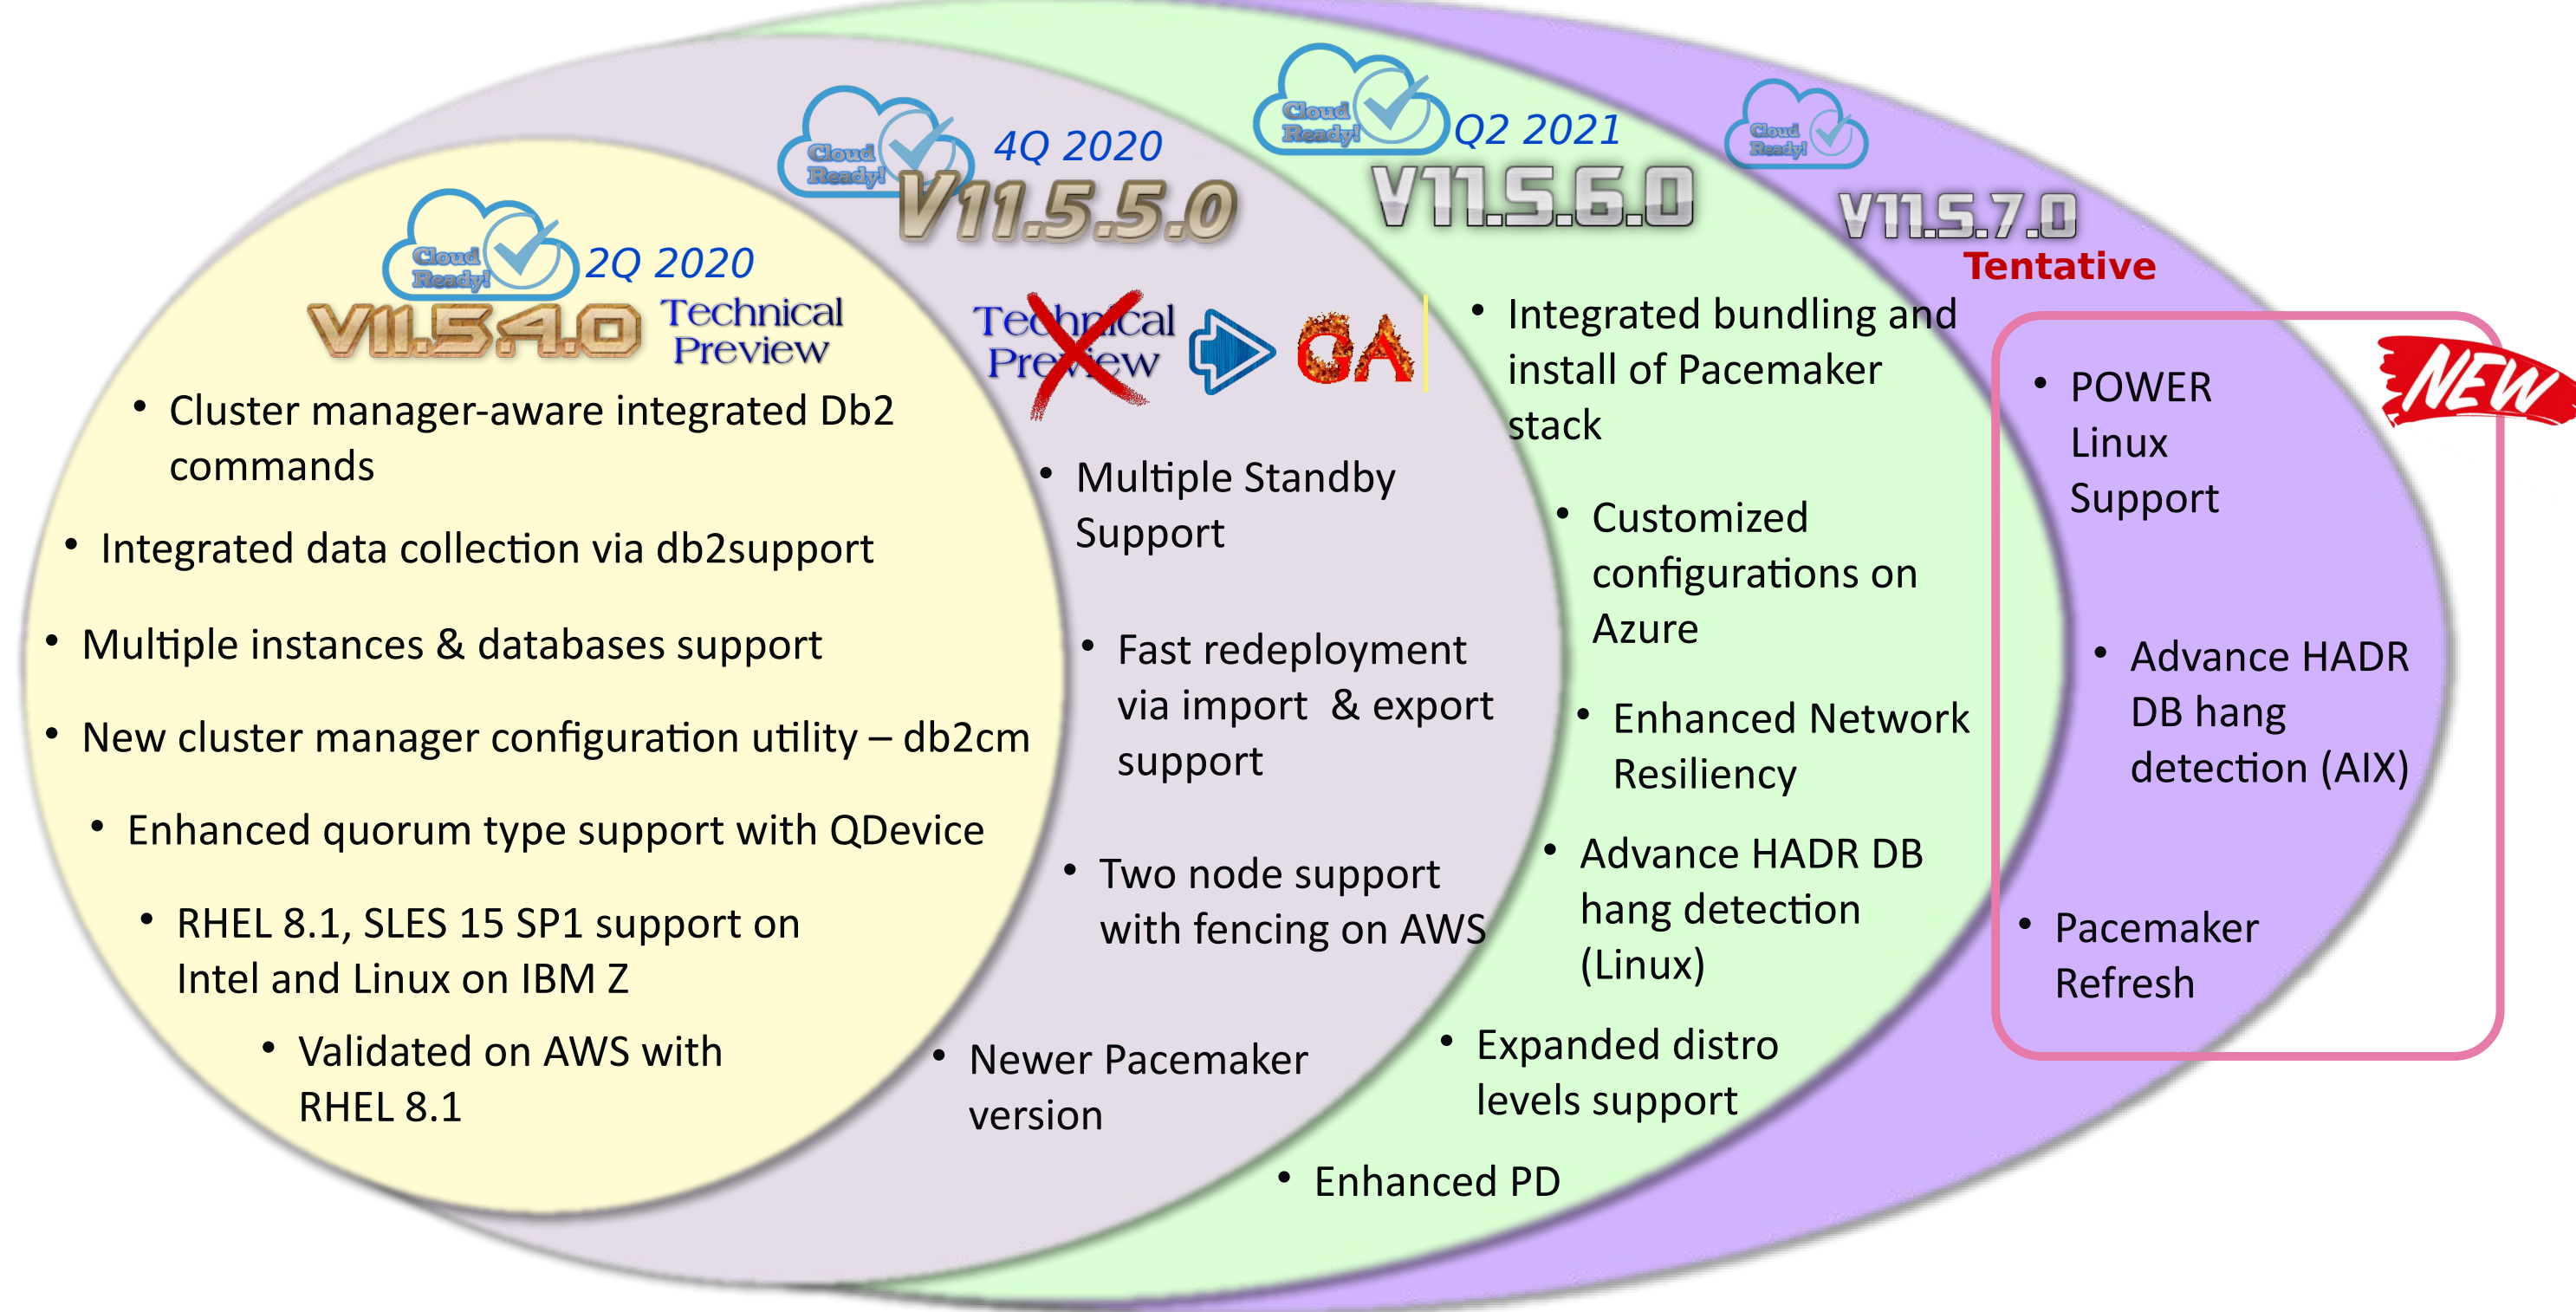 Cloud
Ready!
2Q 2020
V11.5.4.0
Technical
Preview
• Cluster manager-aware integrated Db2
commands
• Integrated data collection via db2support
• Multiple instances & databases support
• New cluster manager configuration utility – db2cm
• Enhanced quorum type support with QDevice
• RHEL 8.1, SLES 15 SP1 support on
Intel and Linux on IBM Z
• Validated on AWS with
RHEL 8.1
Cloud
Ready!
4Q 2020
V11.5.5.0
Technical
Preview
GA
• Multiple Standby
Support
• Fast redeployment
via import & export
support
• Two node support
with fencing on AWS
• Newer Pacemaker
version
Cloud
Ready!
Q2 2021
V11.5.6.0
• Integrated bundling and
install of Pacemaker
stack
• Customized
configurations on
Azure
• Enhanced Network
Resiliency
• Advance HADR DB
hang detection
(Linux)
• Expanded distro
levels support
• Enhanced PD
Cloud
Ready!
V11.5.7.0
Tentative
NEW
• POWER
Linux
Support
• Advance HADR
DB hang
detection (AIX)
• Pacemaker
Refresh